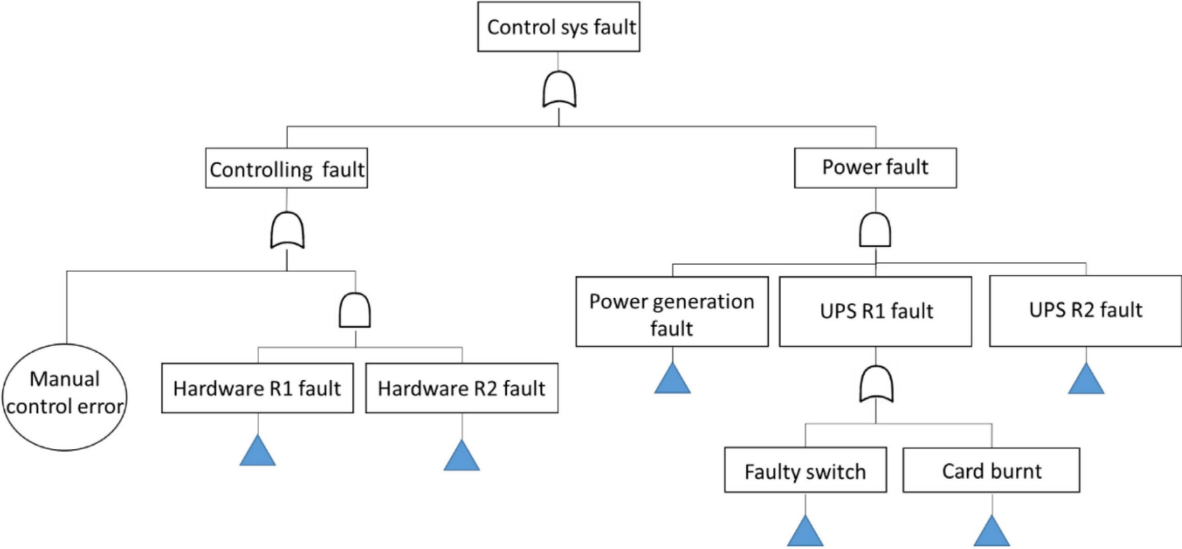 Control sys fault
Controlling fault
Power fault
Power generation
fault
UPS R1 fault
UPS R2 fault
Manual
control error
Hardware R1 fault
Hardware R2 fault
Faulty switch
Card burnt